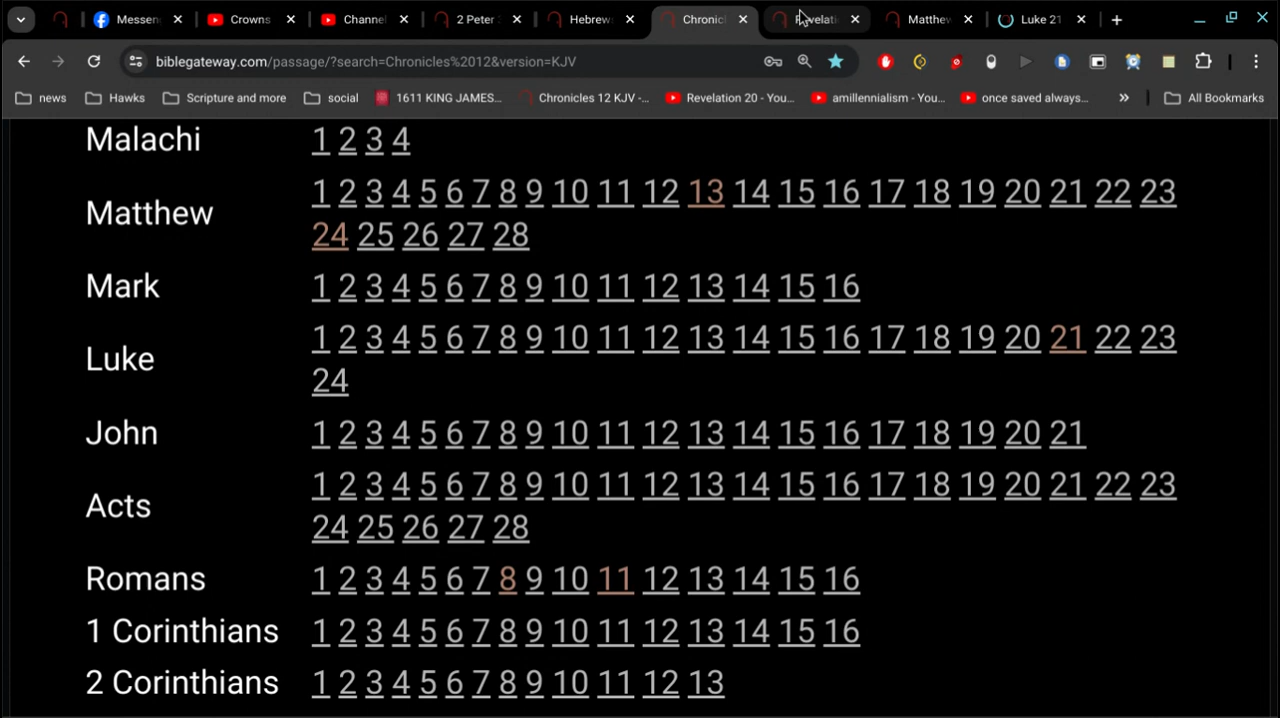 Messen
Crowns
Channel
2 Peter
Hebrew
Chronic
Revelati
Matthew
Luke 21
biblegateway.com/passage/?search=Chronicles%2012&version=KJV
news
Hawks
Scripture and more
social
1611 KING JAMES...
Chronicles 12 KJV -...
Revelation 20 - You...
amillennialism - You...
once saved always...
All Bookmarks
Malachi 1 2 3 4
Matthew 1 2 3 4 5 6 7 8 9 10 11 12 13 14 15 16 17 18 19 20 21 22 23
24 25 26 27 28
Mark 1 2 3 4 5 6 7 8 9 10 11 12 13 14 15 16
Luke 1 2 3 4 5 6 7 8 9 10 11 12 13 14 15 16 17 18 19 20 21 22 23
24
John 1 2 3 4 5 6 7 8 9 10 11 12 13 14 15 16 17 18 19 20 21
Acts 1 2 3 4 5 6 7 8 9 10 11 12 13 14 15 16 17 18 19 20 21 22 23
24 25 26 27 28
Romans 1 2 3 4 5 6 7 8 9 10 11 12 13 14 15 16
1 Corinthians 1 2 3 4 5 6 7 8 9 10 11 12 13 14 15 16
2 Corinthians 1 2 3 4 5 6 7 8 9 10 11 12 13